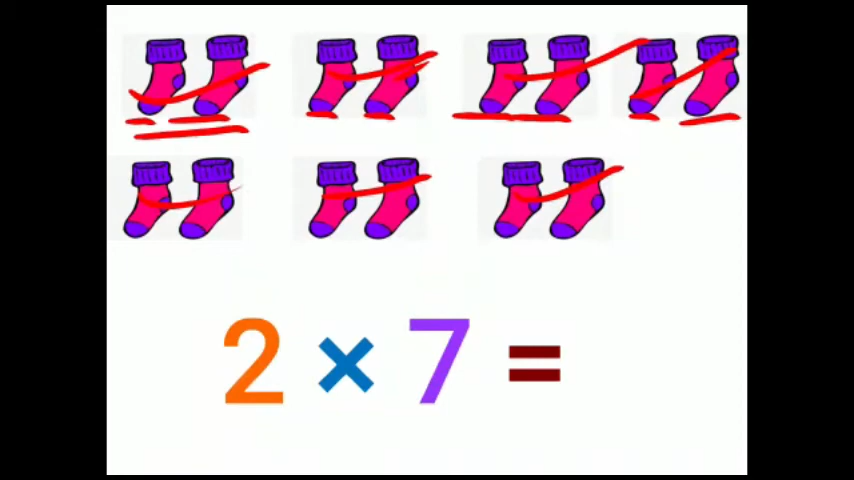 2 × 7 =